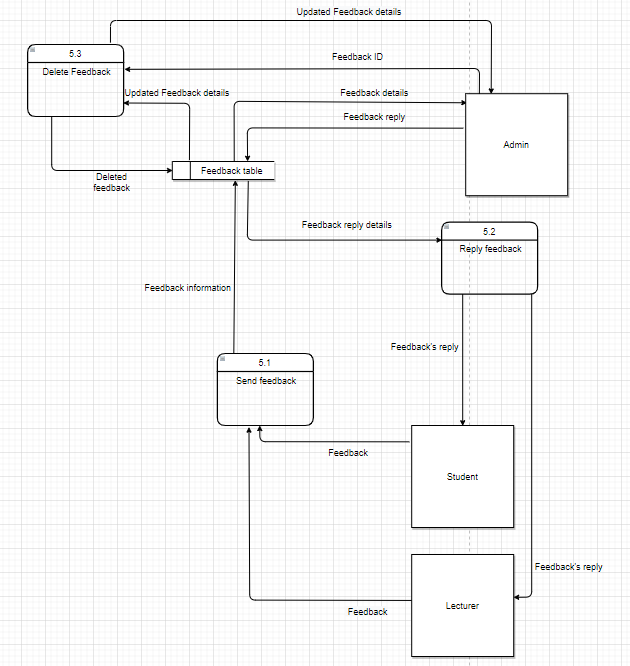 Updated Feedback details
5.3
Delete Feedback
Feedback ID
Updated Feedback details
Feedback details
Feedback reply
Admin
Feedback table
Deleted
feedback
Feedback reply details
5.2
Reply feedback
Feedback information
Feedback's reply
5.1
Send feedback
Feedback
Student
Feedback's reply
Lecturer
Feedback